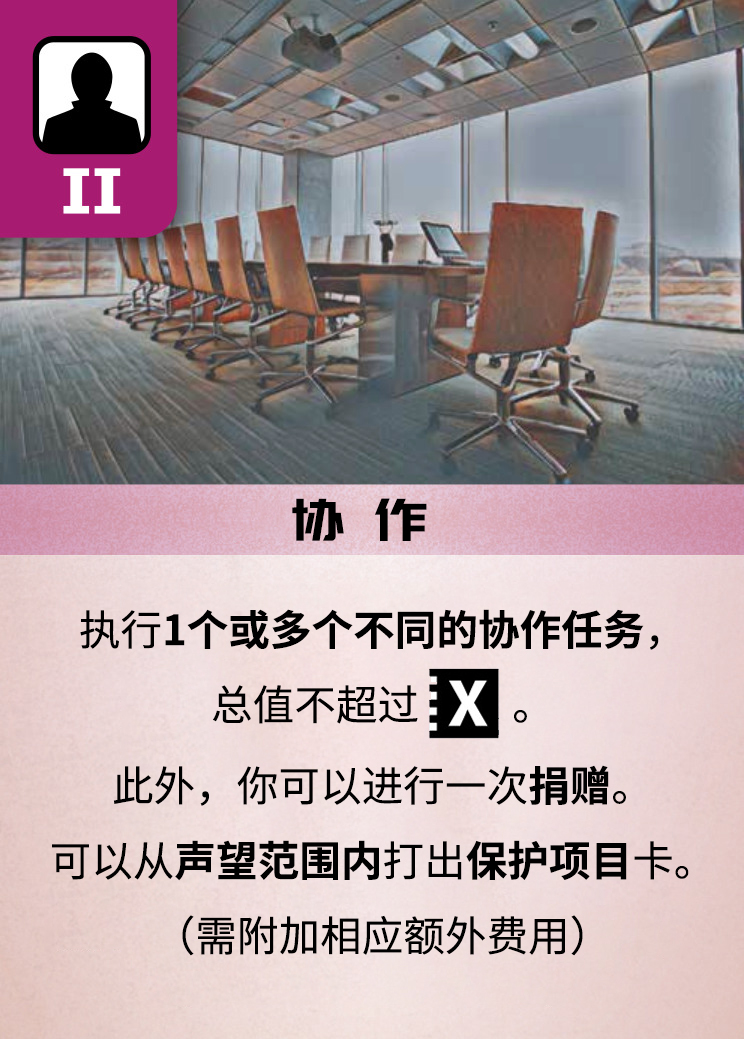 II
协作
执行1个或多个不同的协作任务，
总值不超过 X 。
此外，你可以进行一次捐赠。
可以从声望范围内打出保护项目卡。
（需附加相应额外费用）